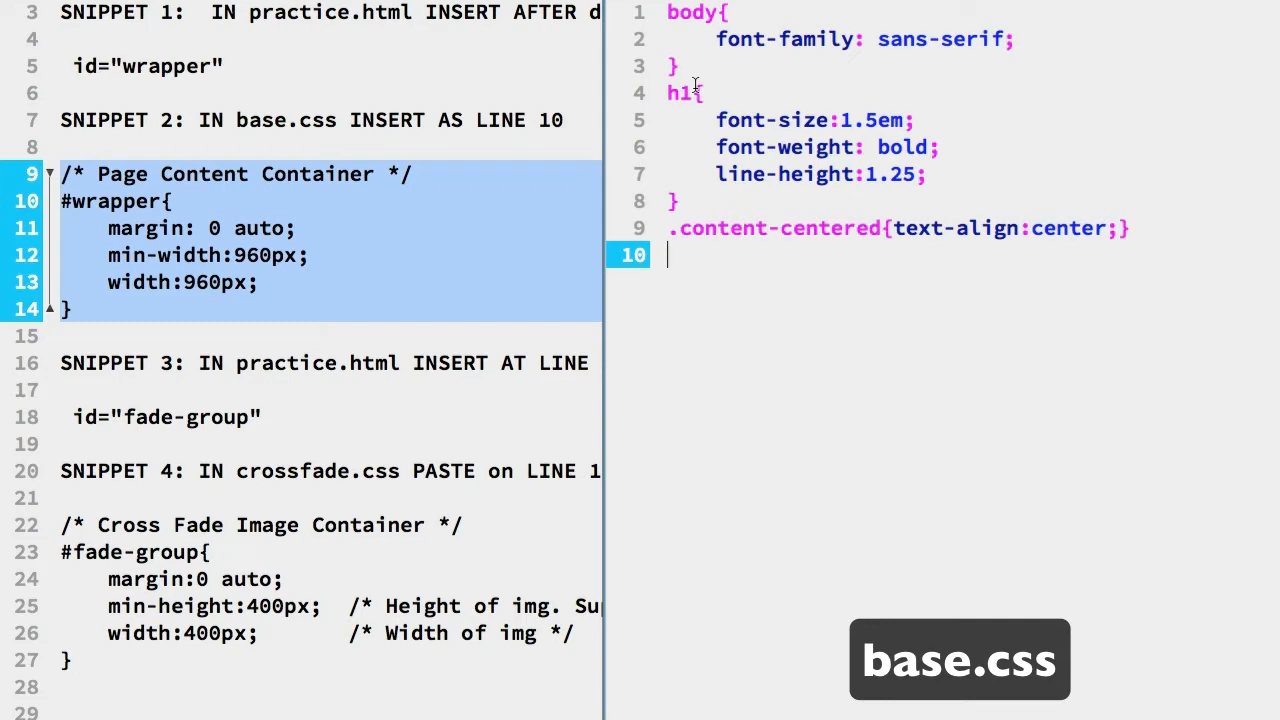 3 SNIPPET 1:  IN practice.html INSERT AFTER d
4
5  id="wrapper"
6
7 SNIPPET 2: IN base.css INSERT AS LINE 10
8
9 /* Page Content Container */
10 #wrapper{
11     margin: 0 auto;
12     min-width:960px;
13     width:960px;
14 }
15
16 SNIPPET 3: IN practice.html INSERT AT LINE
17
18  id="fade-group"
19
20 SNIPPET 4: IN crossfade.css PASTE on LINE 1
21
22 /* Cross Fade Image Container */
23 #fade-group{
24     margin:0 auto;
25     min-height:400px;  /* Height of img. Su
26     width:400px;       /* Width of img */
27 }
28
29
1 body{
2     font-family: sans-serif;
3 }
4 h1{
5     font-size:1.5em;
6     font-weight: bold;
7     line-height:1.25;
8 }
9 .content-centered{text-align:center;}
10
base.css